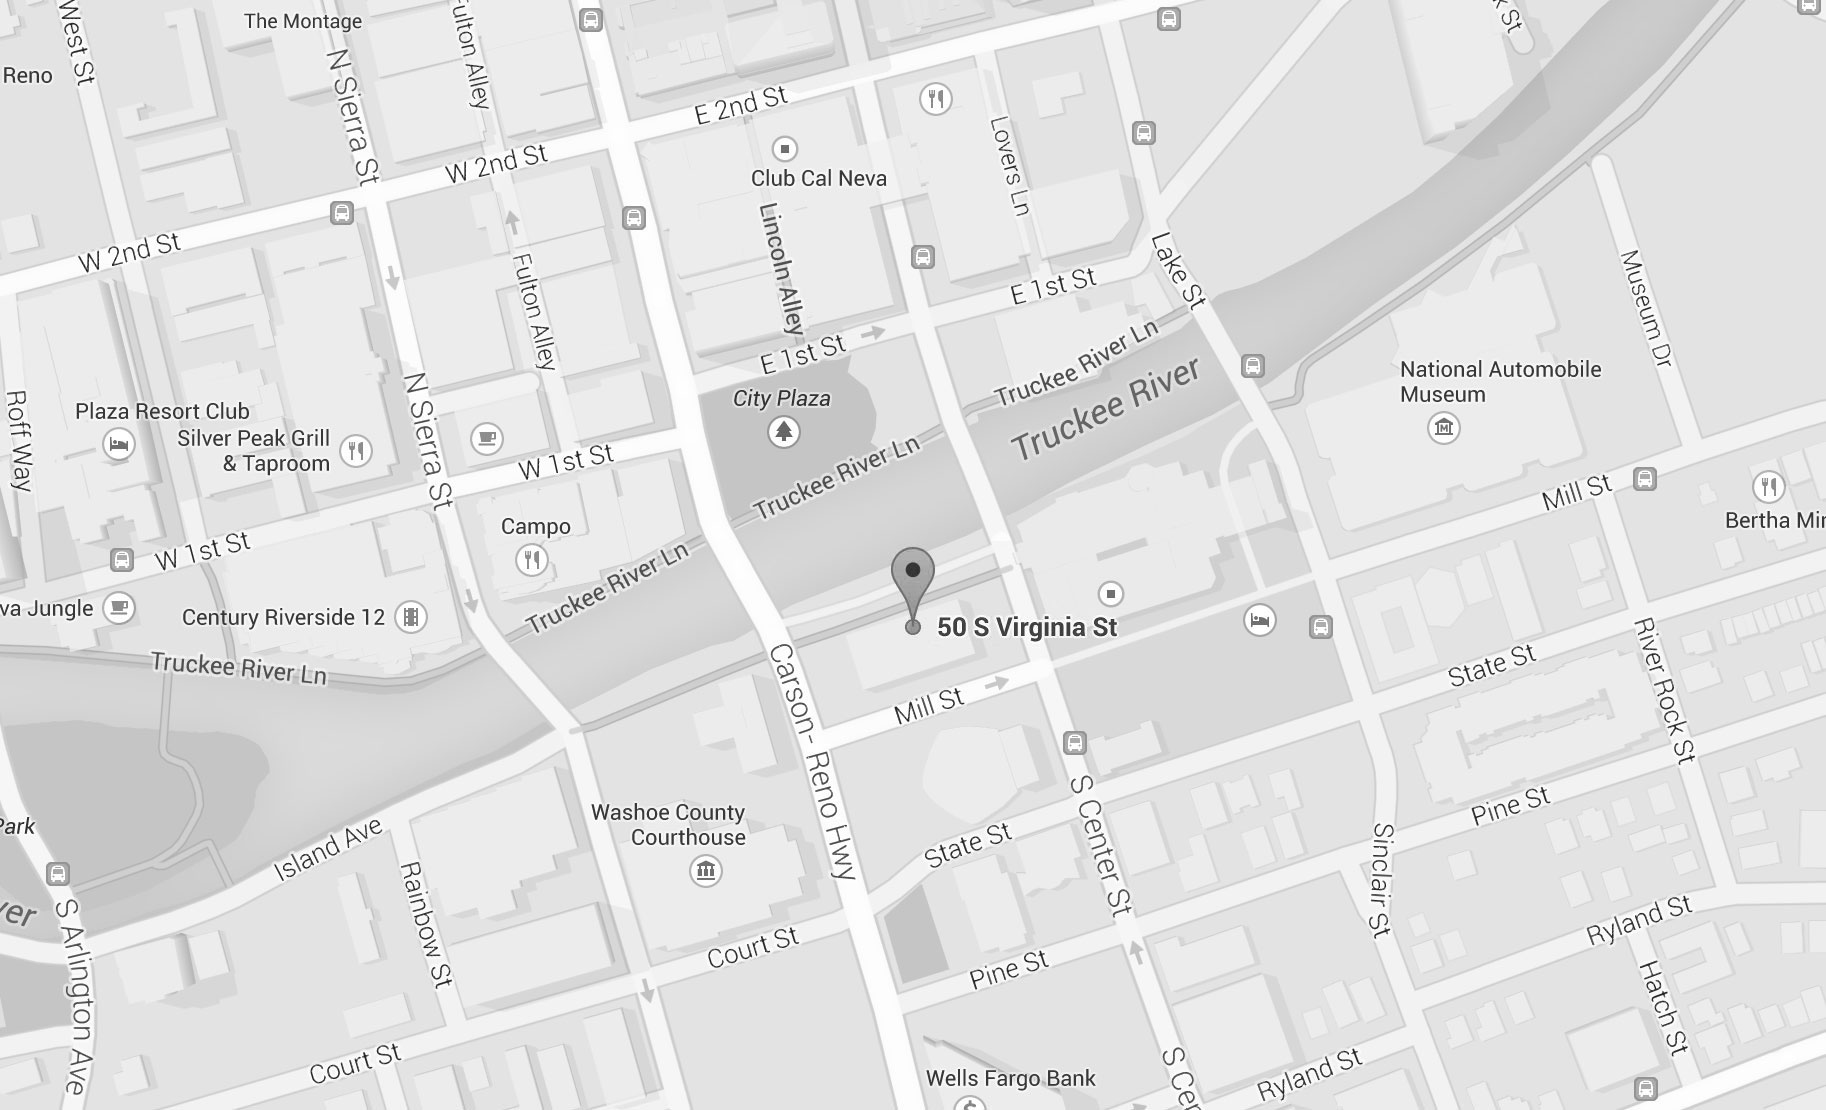 The Montage
West St
Reno
N Sierra St
Fulton Alley
E 2nd St
W 2nd St
W 2nd St
Club Cal Neva
Lovers Ln
Lincoln Alley
Fulton Alley
Lake St
E 1st St
E 1st St
Museum Dr
Truckee River Ln
Truckee River
National Automobile
Museum
City Plaza
N Sierra St
Roff Way
Plaza Resort Club
Silver Peak Grill
& Taproom
W 1st St
Truckee River Ln
Mill St
Bertha Mir
Campo
W 1st St
Truckee River Ln
va Jungle
Century Riverside 12
50 S Virginia St
Truckee River Ln
Carson- Reno Hwy
Mill St
State St
River Rock St
S Center St
Washoe County
Courthouse
Pine St
Park
Island Ave
State St
Sinclair St
Rainbow St
ver
S Arlington Ave
Court St
Pine St
Ryland St
Hatch St
Court St
Wells Fargo Bank
S Cen
Ryland St